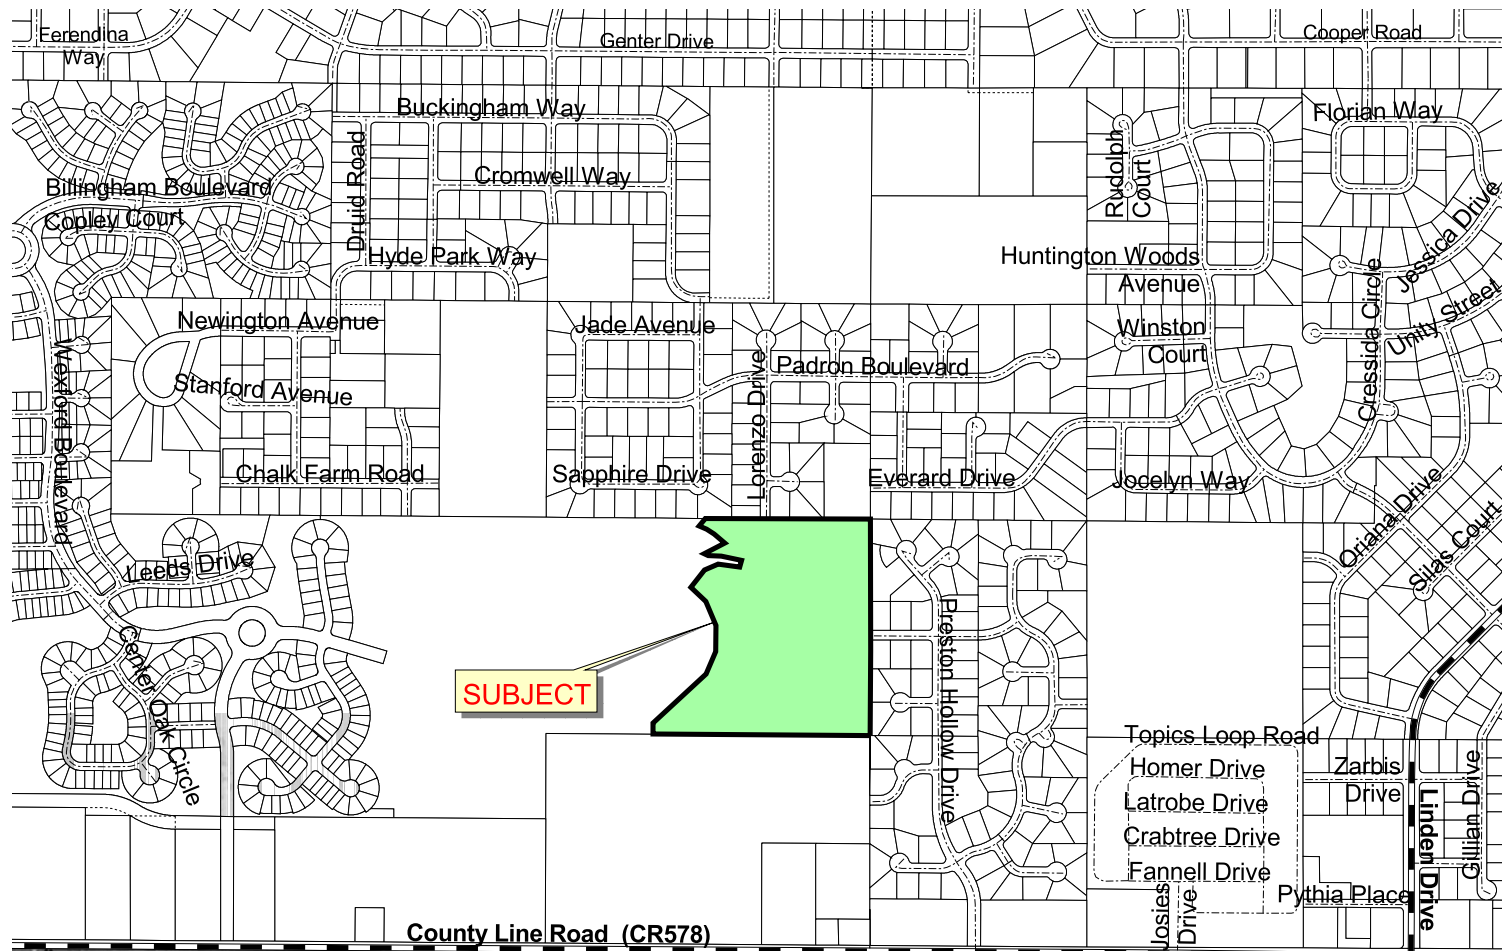 Eerendina
Way
Genter Drive
Cooper Road
Buckingham Way
Florian Way
Druid Road
Rudolph
Court
Cromwell Way
Billingham Boulevard
Copley Court
Jessica Drive
Hyde Park Way
Huntington Woods
Avenue
Cresside Circle
Unity Street
Newington Avenue
Jade Avenue
Winston
Court
Wexford Boulevard
Stanford Avenue
Lorenzo Drive
Padron Boulevard
Chalk Farm Road
Sapphire Drive
Everard Drive
Jocelyn Way
Oriana Drive
Silas Court
Leeds Drive
Center Oak Circle
Preston Hollow Drive
SUBJECT
Topics Loop Road
Homer Drive
Latrobe Drive
Crabtree Drive
Fannell Drive
Zarbis
Drive
Linden Drive
Gillian Drive
Pythia Place
Josies
Drive
County Line Road (CR578)